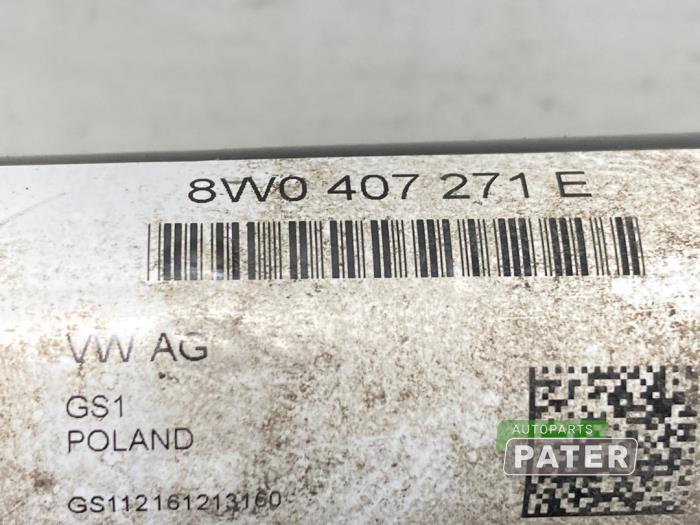 8W0 407 271 E
VW AG
GS1
POLAND
AUTOPARTS
PATER
GS112161213160